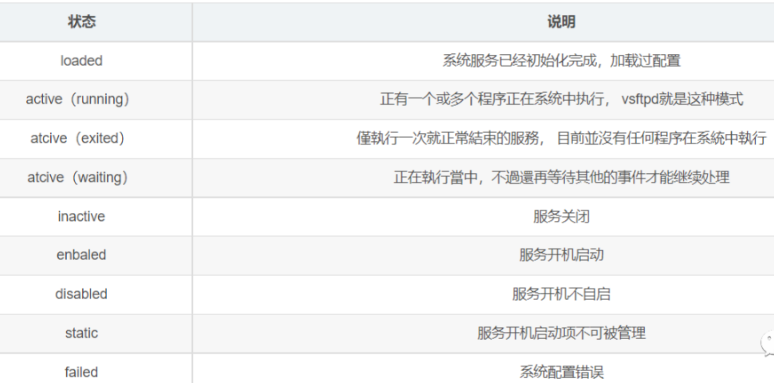 状态 说明
loaded 系统服务已经初始化完成，加载过配置
active（running） 正有一个或多个程序正在系统中执行， vsftpd就是这种模式
atcive（exited） 僅執行一次就正常結束的服務， 目前並沒有任何程序在系統中執行
atcive（waiting） 正在執行當中，不過還再等待其他的事件才能继续处理
inactive 服务关闭
enbaled 服务开机启动
disabled 服务开机不自启
static 服务开机启动项不可被管理
failed 系统配置错误